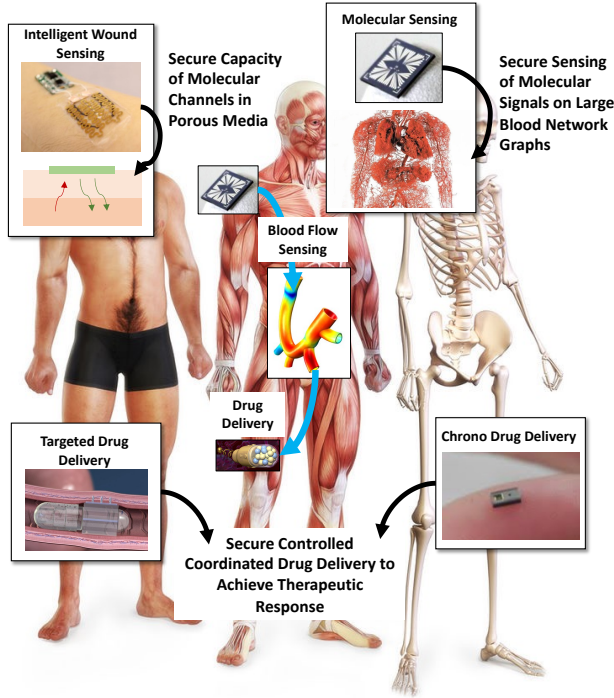 Intelligent Wound
Sensing
Secure Capacity
of Molecular
Channels in
Porous Media
Molecular Sensing
Secure Sensing
of Molecular
Signals on Large
Blood Network
Graphs
Blood Flow
Sensing
Drug
Delivery
Targeted Drug
Delivery
Chrono Drug Delivery
Secure Controlled
Coordinated Drug Delivery to
Achieve Therapeutic
Response